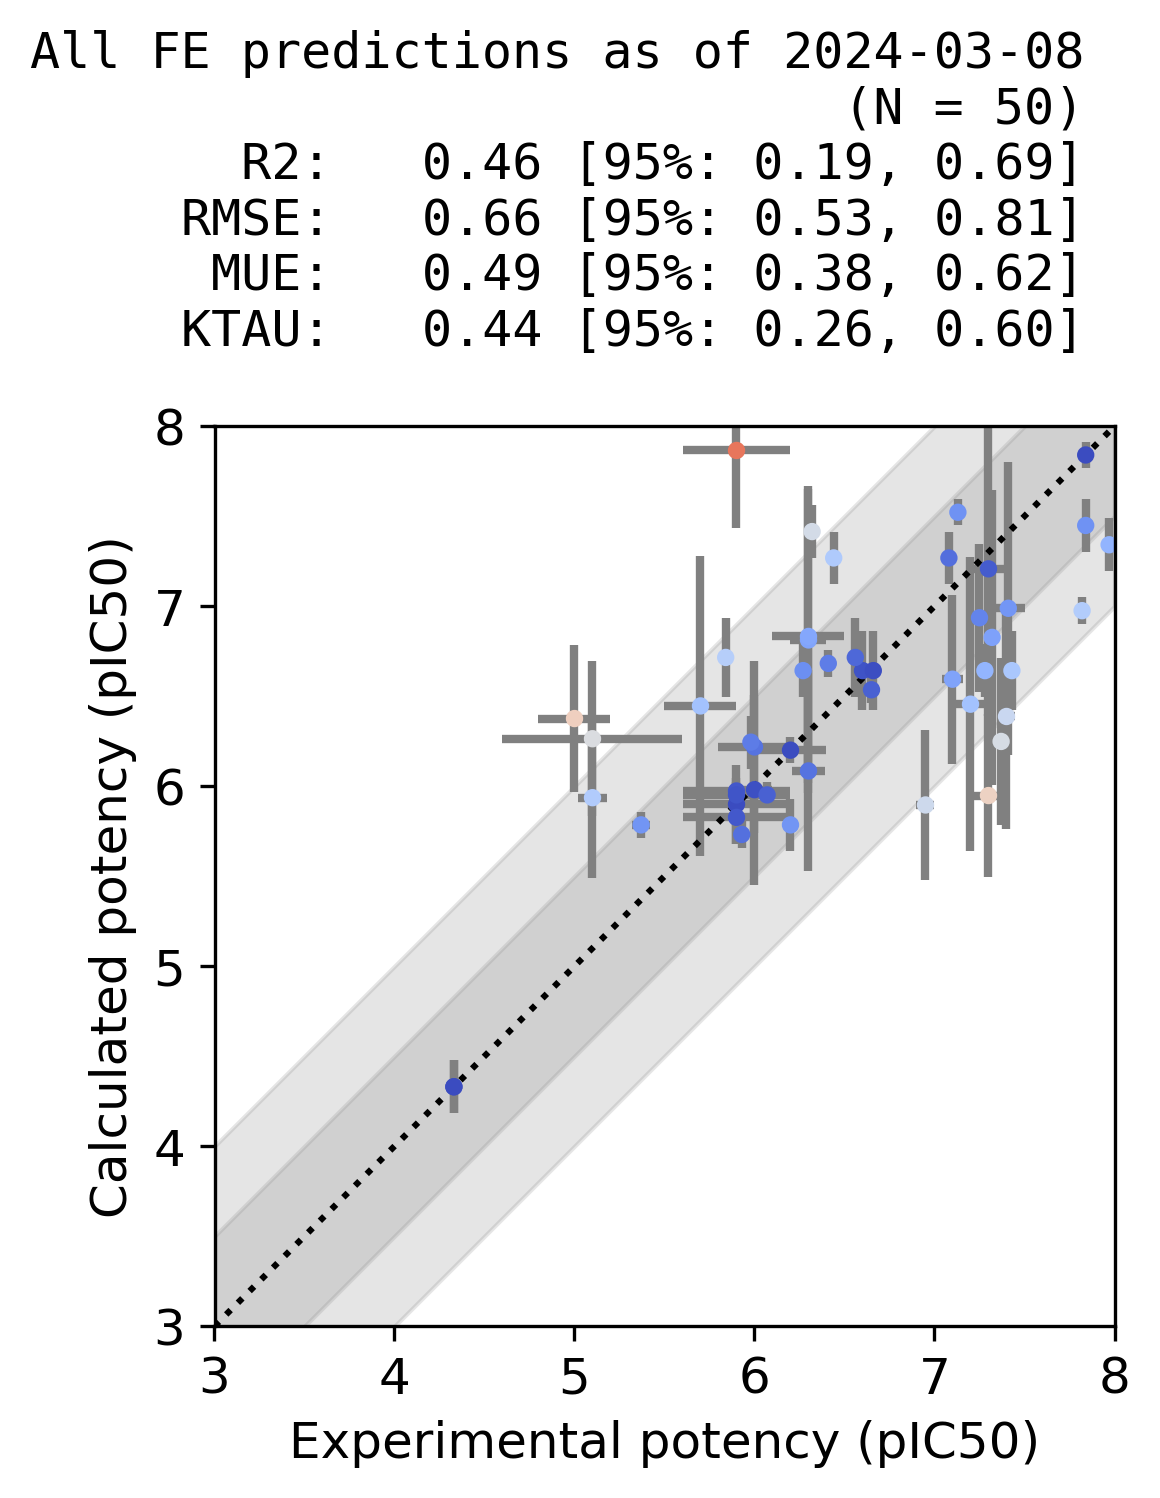 All FE predictions as of 2024-03-08
(N = 50)
R2: 0.46 [95%: 0.19, 0.69]
RMSE: 0.66 [95%: 0.53, 0.81]
MUE: 0.49 [95%: 0.38, 0.62]
KTAU: 0.44 [95%: 0.26, 0.60]
8
7
6
5
4
3
Calculated potency (pIC50)
3 4 5 6 7 8
Experimental potency (pIC50)